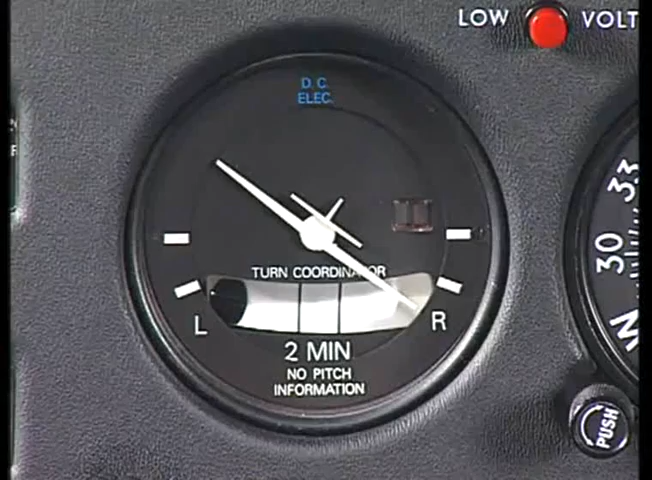 LOW VOLT
D.C.
ELEC.
33
30
W
F
TURN COORDINATOR
L R
2 MIN
NO PITCH
INFORMATION
PUSH